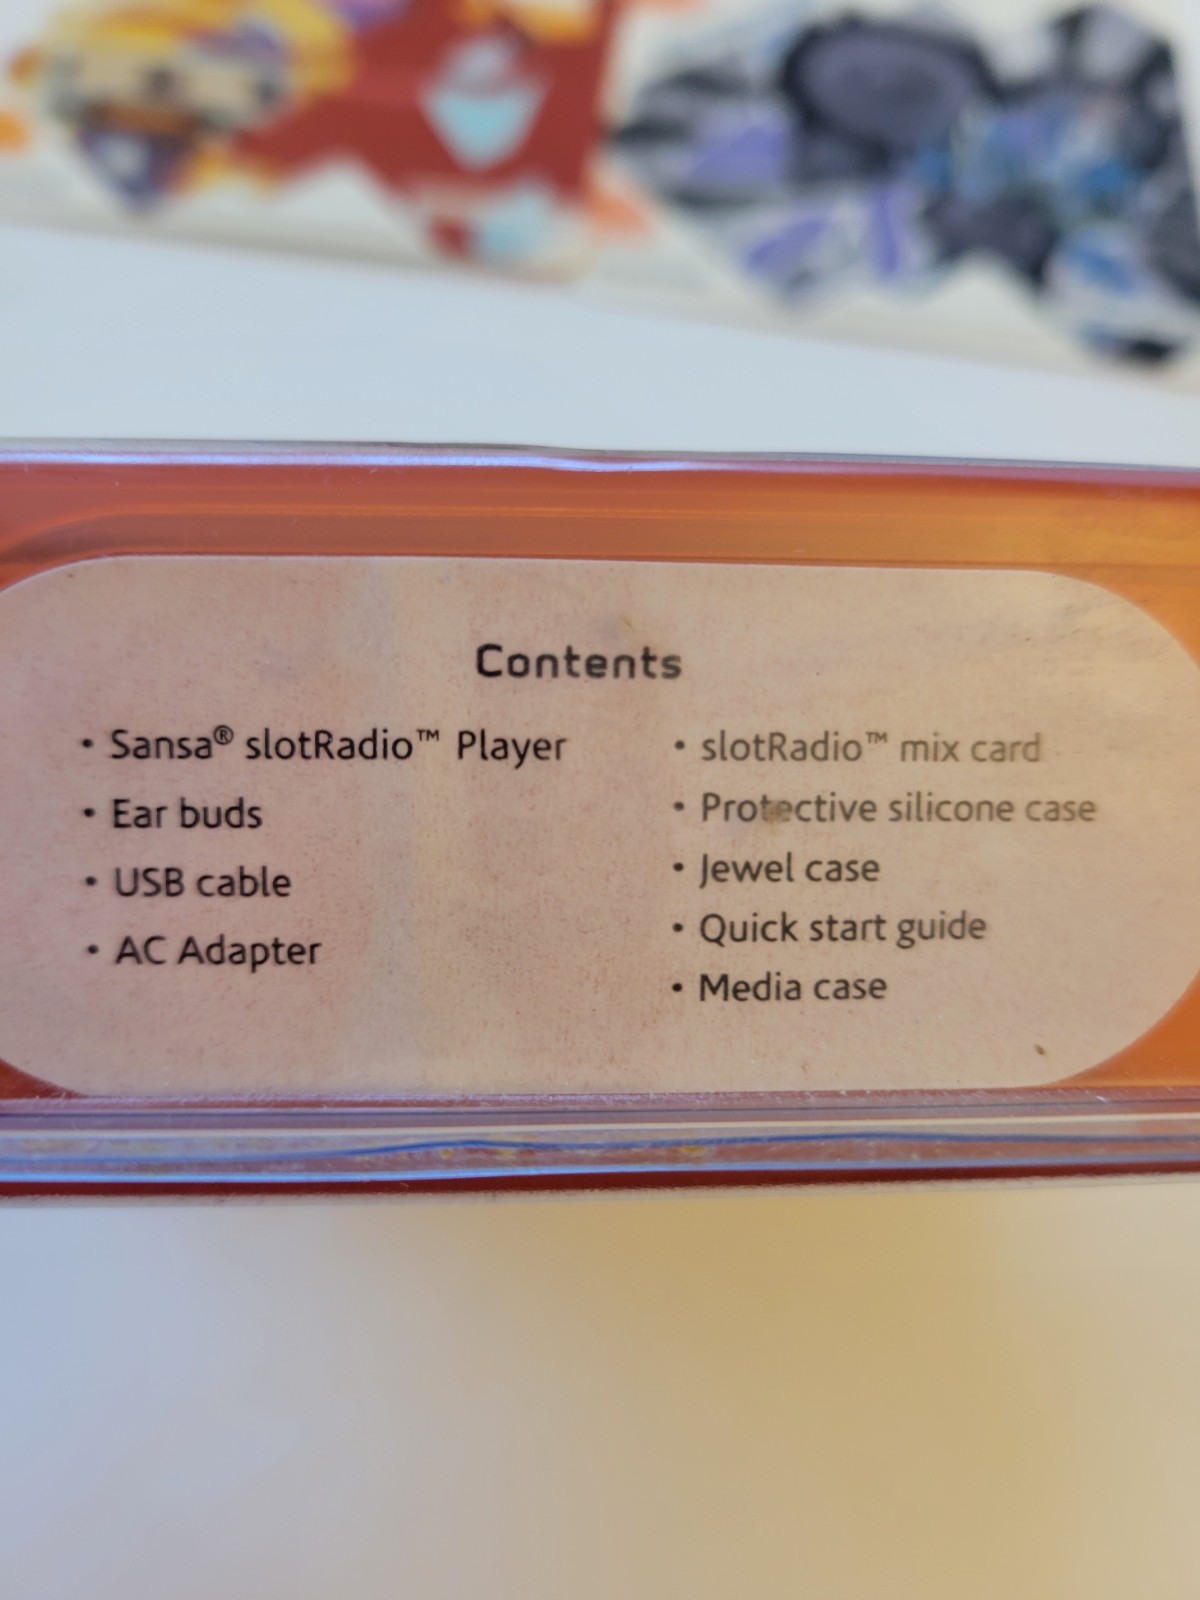 Contents
• Sansa® slotRadio™ Player
• Ear buds
• USB cable
• AC Adapter
• slotRadio™ mix card
• Protective silicone case
• Jewel case
• Quick start guide
• Media case